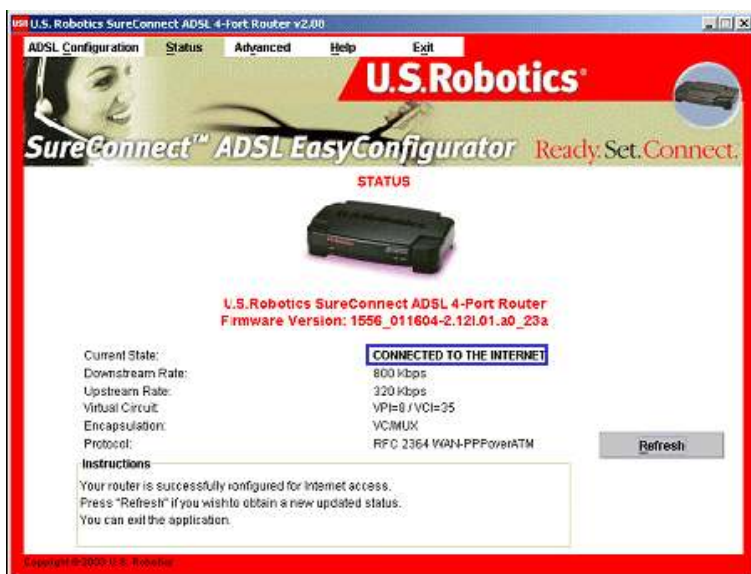 U.S. Robotics SureConnect ADSL 4-Port Router v2.00
ADSL Configuration Status Advanced Help Exit
U.S.Robotics®
SureConnect™ ADSL EasyConfigurator Ready.Set.Connect.
STATUS
U.S.Robotics SureConnect ADSL 4-Port Router
Firmware Version: 1556_011604-2.12l.01.a0_23a
Current State: CONNECTED TO THE INTERNET
Downstream Rate: 800 Kbps
Upstream Rate: 320 Kbps
Virtual Circuit: VPI=8 / VCI=35
Encapsulation: VC/MUX
Protocol: RFC 2364 WAN-PPPoverATM
Refresh
Instructions
Your router is successfully configured for Internet access.
Press "Refresh" if you wish to obtain a new updated status.
You can exit the application.
Copyright © 2003 U.S. Robotics